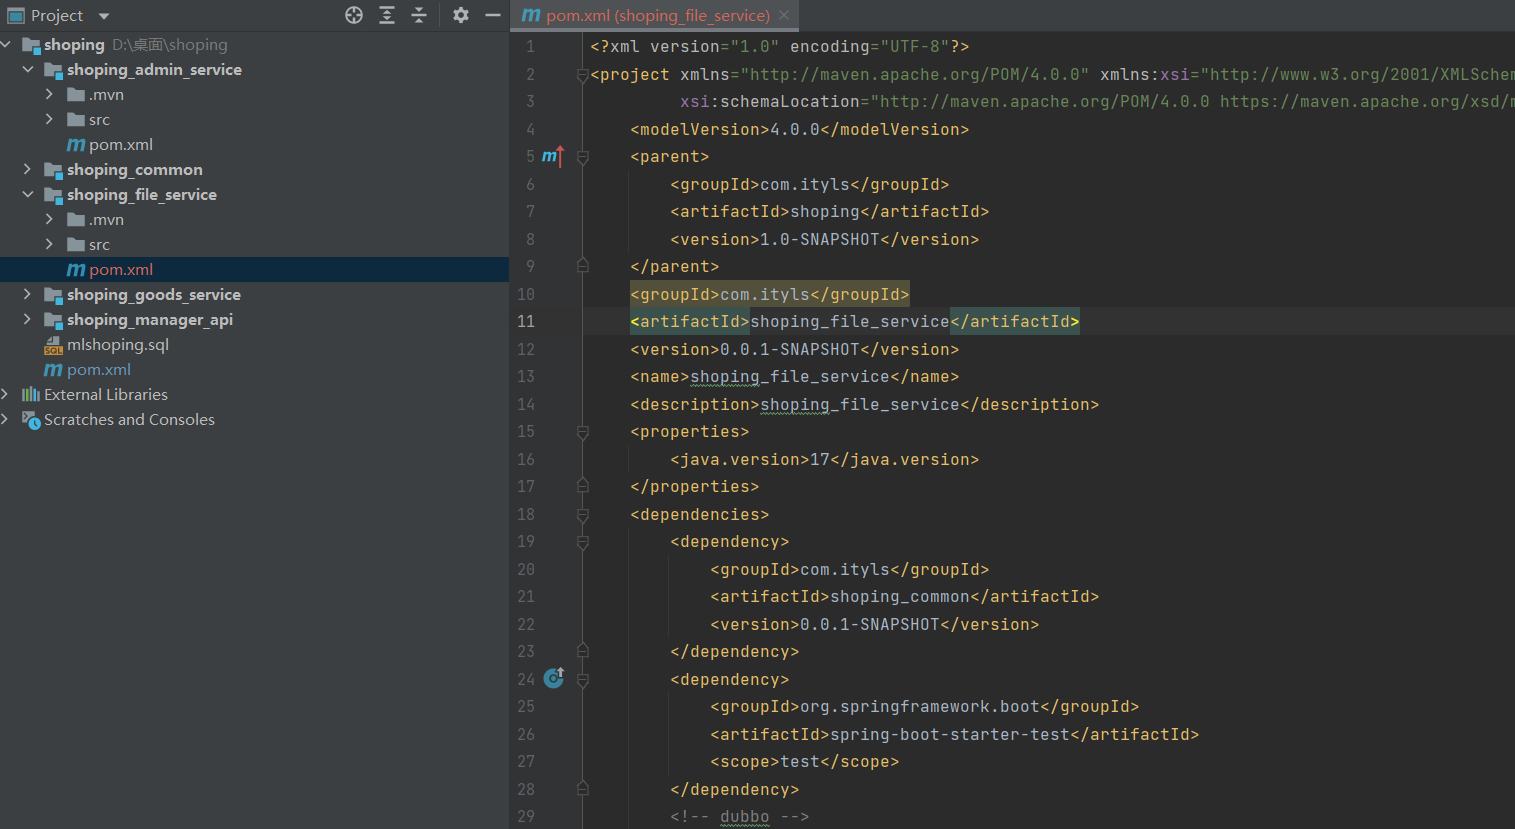 Project
shoping D:\桌面\shoping
shoping_admin_service
.mvn
src
pom.xml
shoping_common
shoping_file_service
.mvn
src
pom.xml
shoping_goods_service
shoping_manager_api
mlshoping.sql
pom.xml
External Libraries
Scratches and Consoles
pom.xml (shoping_file_service)
1 <?xml version="1.0" encoding="UTF-8"?>
2 <project xmlns="http://maven.apache.org/POM/4.0.0" xmlns:xsi="http://www.w3.org/2001/XMLSchem
3 xsi:schemaLocation="http://maven.apache.org/POM/4.0.0 https://maven.apache.org/xsd/m
4 <modelVersion>4.0.0</modelVersion>
5 <parent>
6 <groupId>com.ityls</groupId>
7 <artifactId>shoping</artifactId>
8 <version>1.0-SNAPSHOT</version>
9 </parent>
10 <groupId>com.ityls</groupId>
11 <artifactId>shoping_file_service</artifactId>
12 <version>0.0.1-SNAPSHOT</version>
13 <name>shoping_file_service</name>
14 <description>shoping_file_service</description>
15 <properties>
16 <java.version>17</java.version>
17 </properties>
18 <dependencies>
19 <dependency>
20 <groupId>com.ityls</groupId>
21 <artifactId>shoping_common</artifactId>
22 <version>0.0.1-SNAPSHOT</version>
23 </dependency>
24 <dependency>
25 <groupId>org.springframework.boot</groupId>
26 <artifactId>spring-boot-starter-test</artifactId>
27 <scope>test</scope>
28 </dependency>
29 <!-- dubbo -->